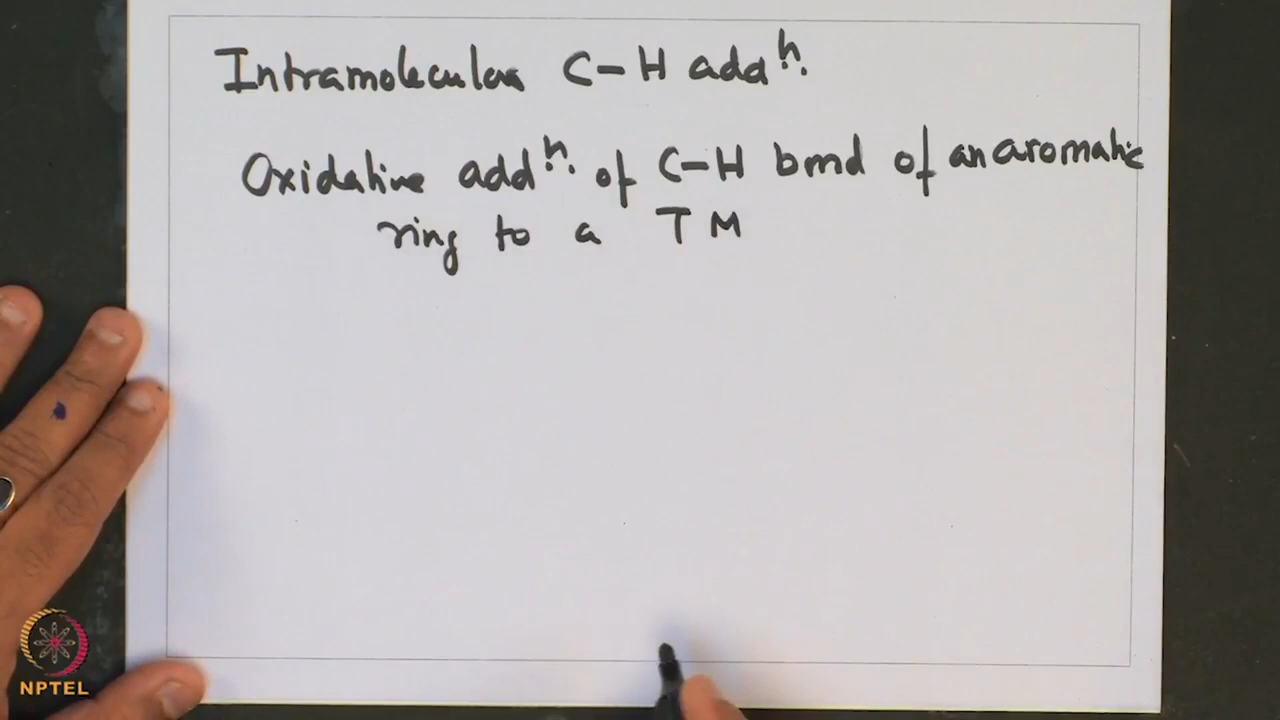 Intramolecular C-H addⁿ.
Oxidative addⁿ. of C-H bond of an aromatic
ring to a TM
NPTEL